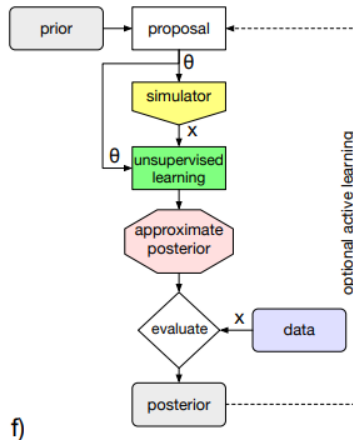 prior
proposal
θ
simulator
x
θ
unsupervised
learning
approximate
posterior
evaluate
x
data
posterior
optional active learning
f)